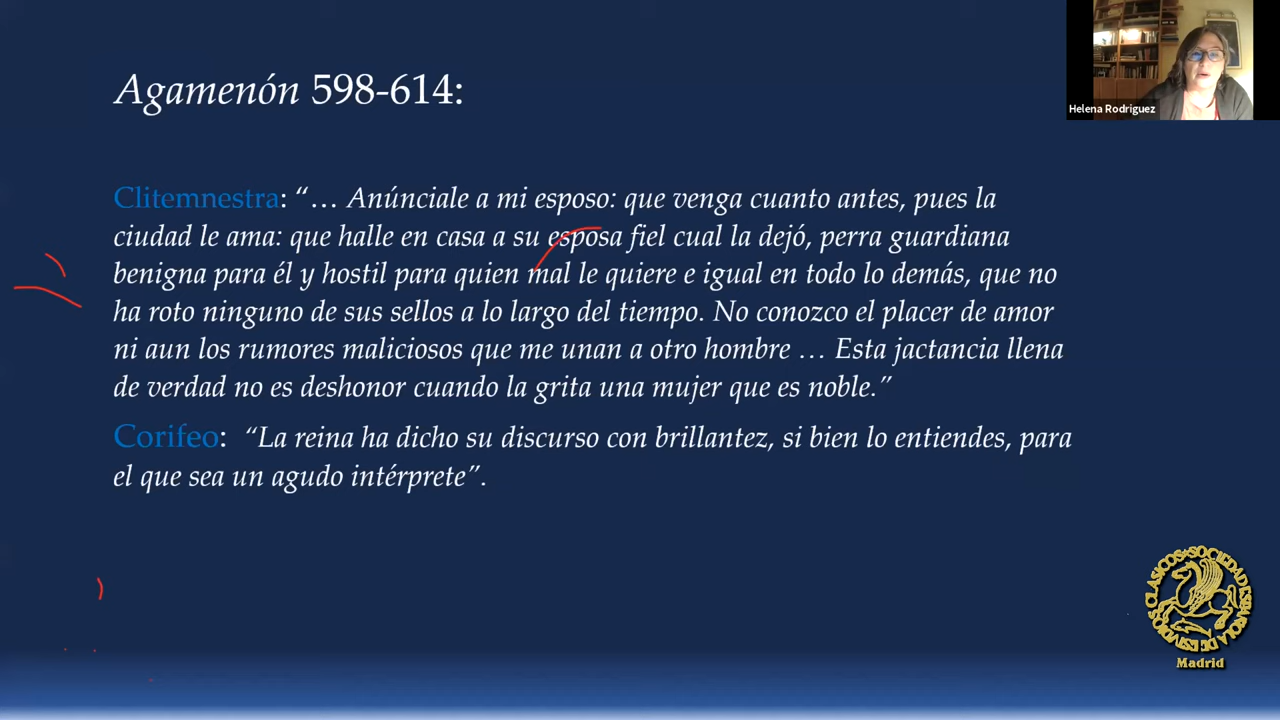 Agamenón 598-614:
Helena Rodriguez
Clitemnestra: “… Anúnciale a mi esposo: que venga cuanto antes, pues la
ciudad le ama: que halle en casa a su esposa fiel cual la dejó, perra guardiana
benigna para él y hostil para quien mal le quiere e igual en todo lo demás, que no
ha roto ninguno de sus sellos a lo largo del tiempo. No conozco el placer de amor
ni aun los rumores maliciosos que me unan a otro hombre … Esta jactancia llena
de verdad no es deshonor cuando la grita una mujer que es noble.”
Corifeo: “La reina ha dicho su discurso con brillantez, si bien lo entiendes, para
el que sea un agudo intérprete”.
SOCIEDAD ESPAÑOLA DE ESTUDIOS CLASICOS
Madrid